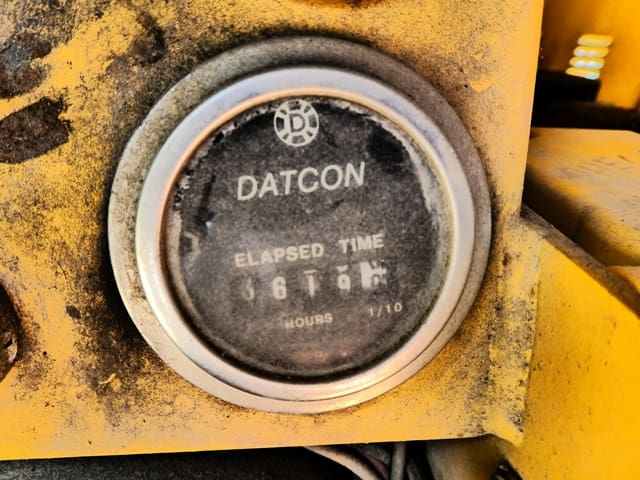 D
DATCON
ELAPSED TIME
HOURS 1/10